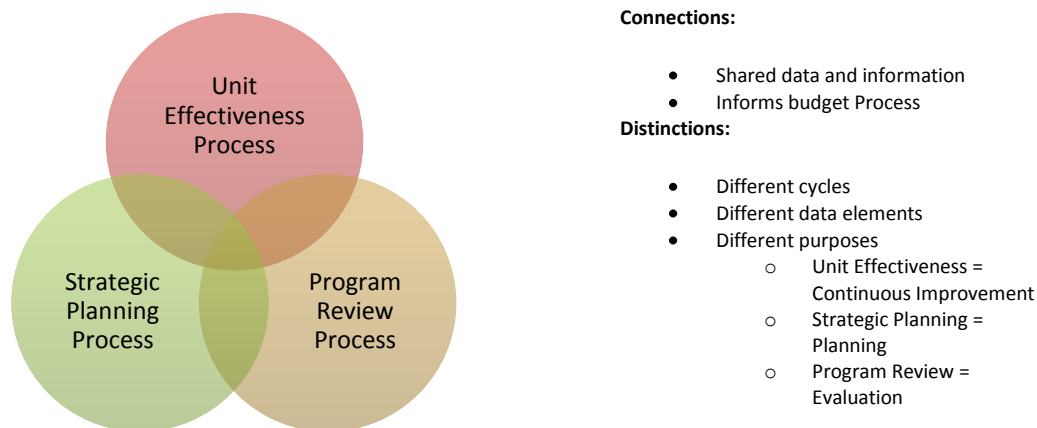 Unit
Effectiveness
Process
Strategic
Planning
Process
Program
Review
Process
Connections:
• Shared data and information
• Informs budget Process
Distinctions:
• Different cycles
• Different data elements
• Different purposes
o Unit Effectiveness =
Continuous Improvement
o Strategic Planning =
Planning
o Program Review =
Evaluation